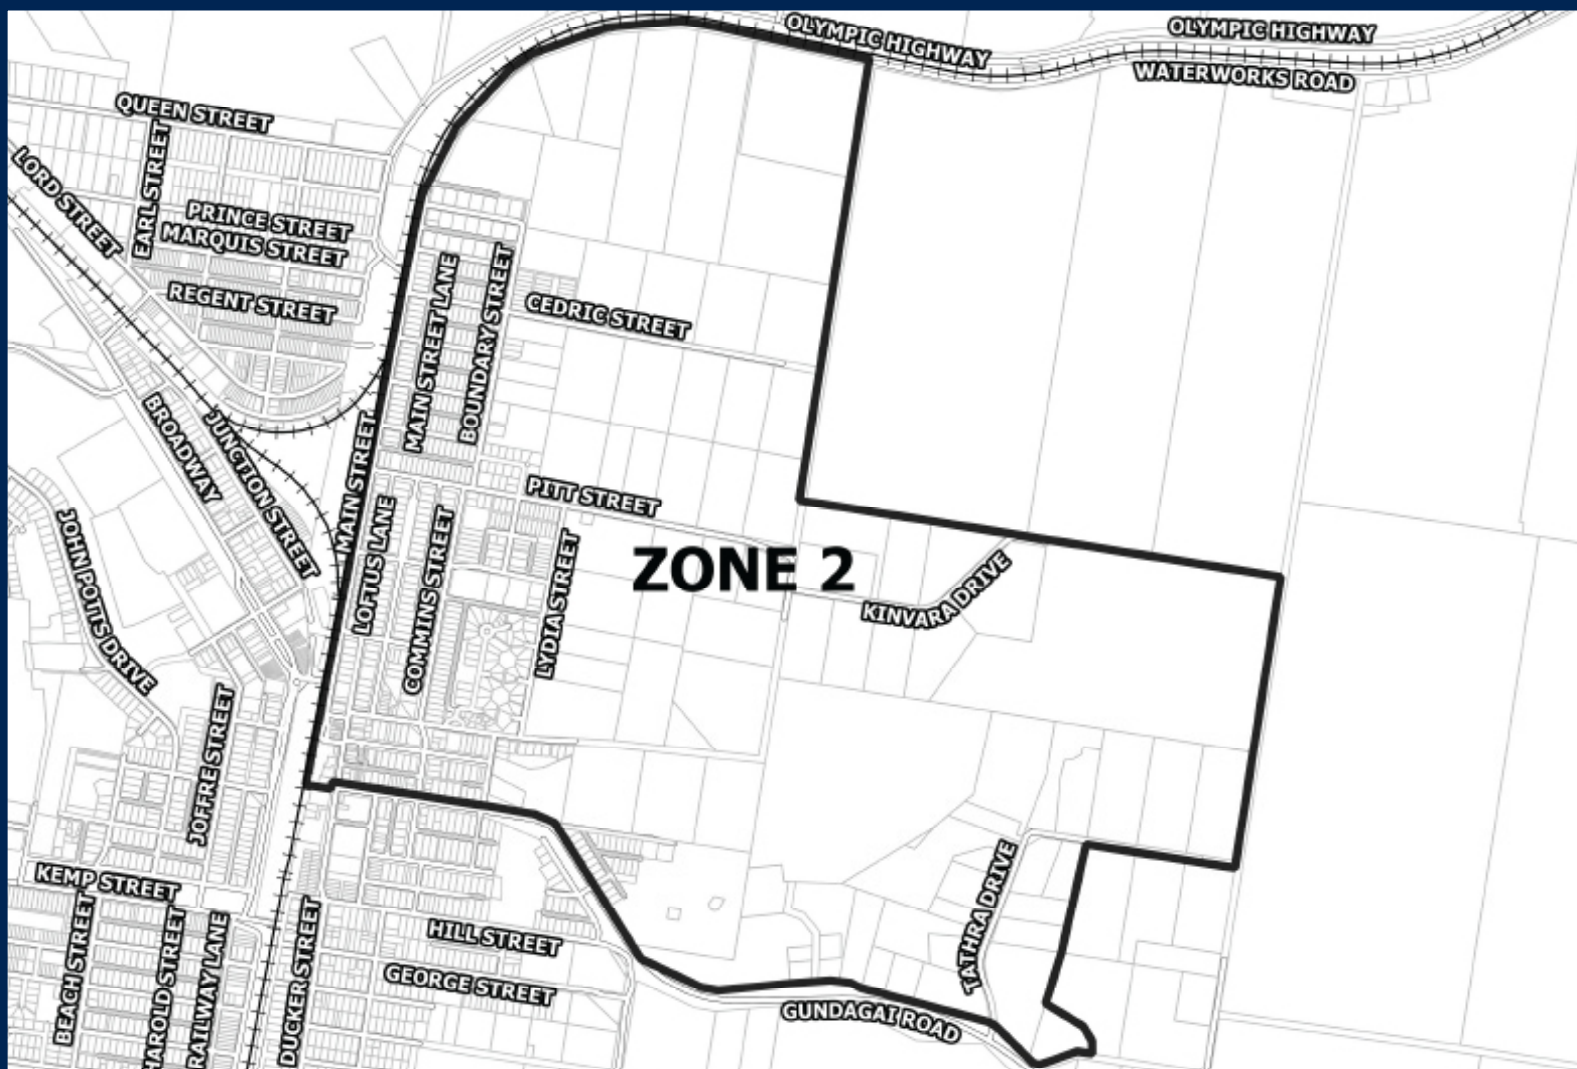 OLYMPIC HIGHWAY
OLYMPIC HIGHWAY
WATERWORKS ROAD
QUEEN STREET
EARL STREET
LORD STREET
PRINCE STREET
MARQUIS STREET
REGENT STREET
MAIN STREET LANE
BOUNDARY STREET
CEDRIC STREET
BROADWAY
JUNCTION STREET
MAIN STREET
PITT STREET
JOHN POTTS DRIVE
LOFTUS LANE
COMMINS STREET
LYDIA STREET
ZONE 2
KINVARA DRIVE
JOFFRE STREET
TATHRA DRIVE
KEMP STREET
BEACH STREET
HAROLD STREET
RAILWAY LANE
DUCKER STREET
HILL STREET
GEORGE STREET
GUNDAGAI ROAD